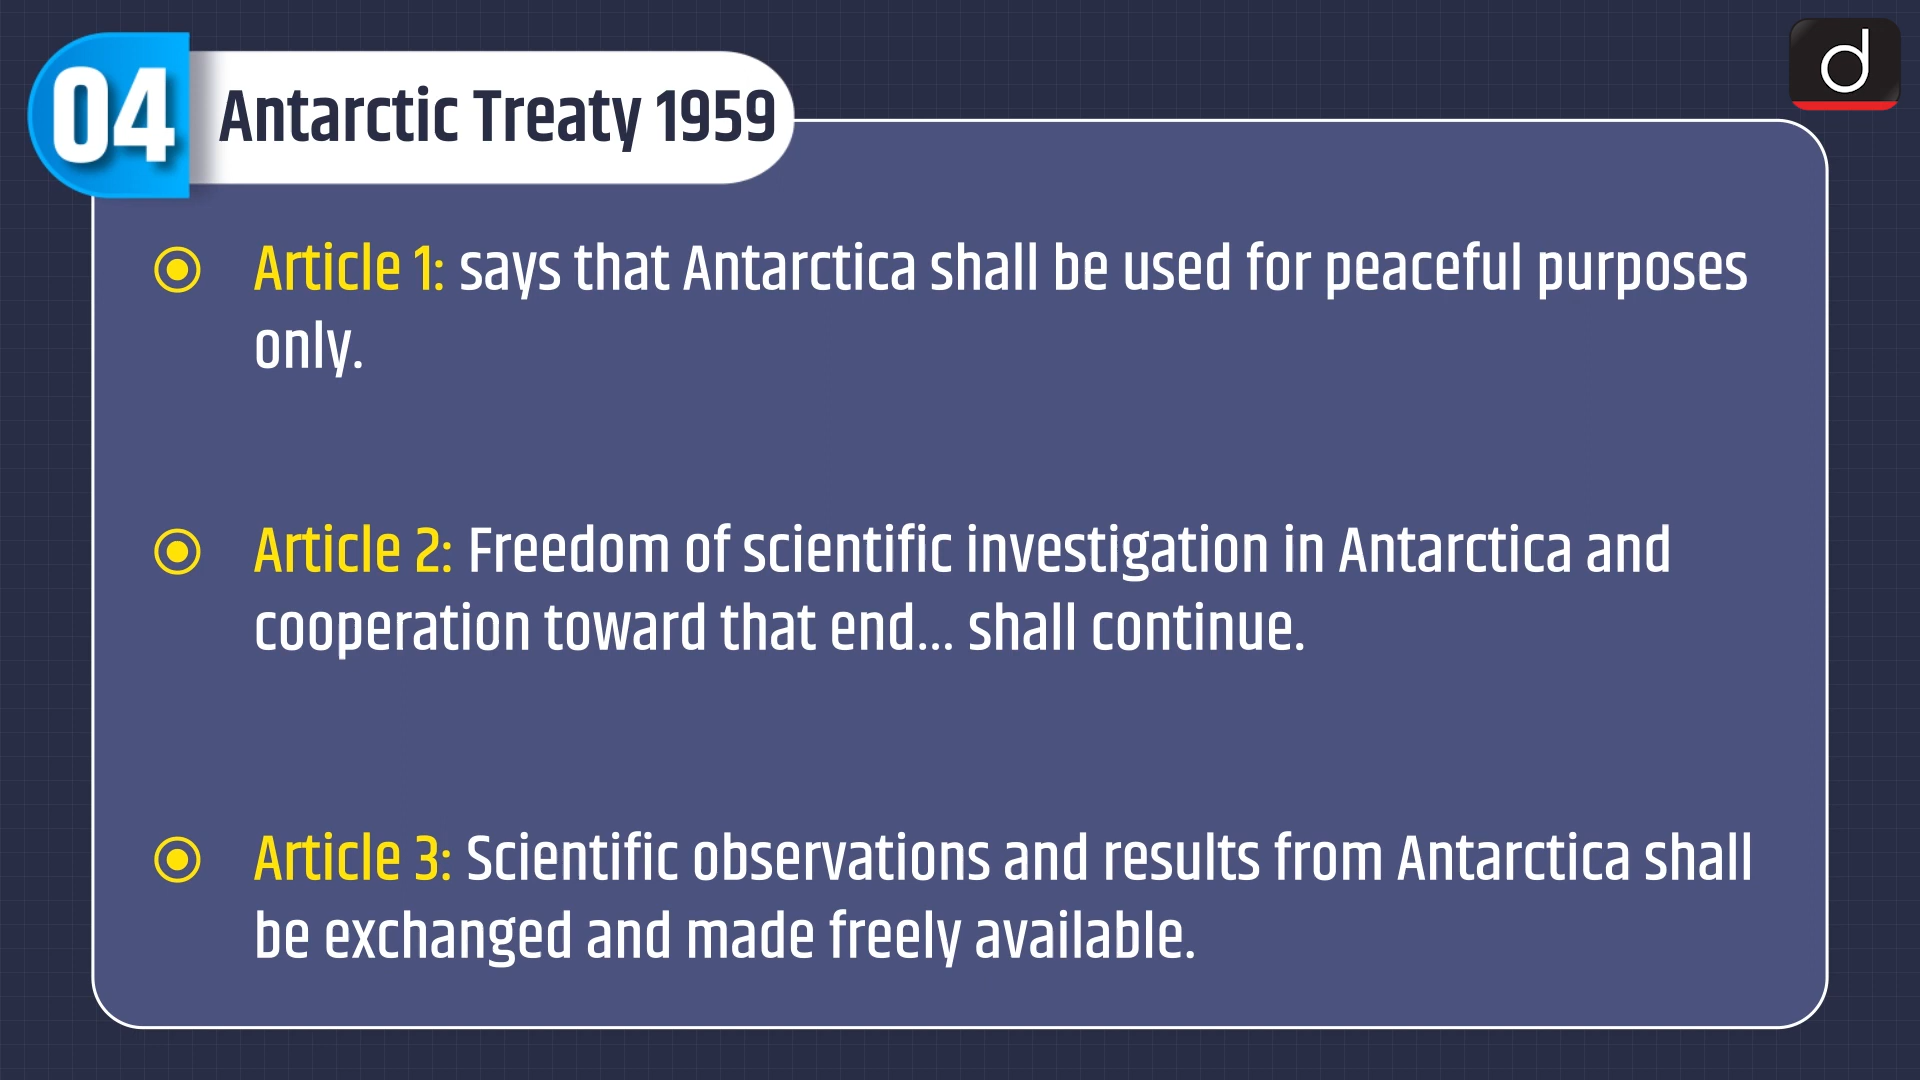 04
Antarctic Treaty 1959
d
Article 1: says that Antarctica shall be used for peaceful purposes
only.
Article 2: Freedom of scientific investigation in Antarctica and
cooperation toward that end... shall continue.
Article 3: Scientific observations and results from Antarctica shall
be exchanged and made freely available.